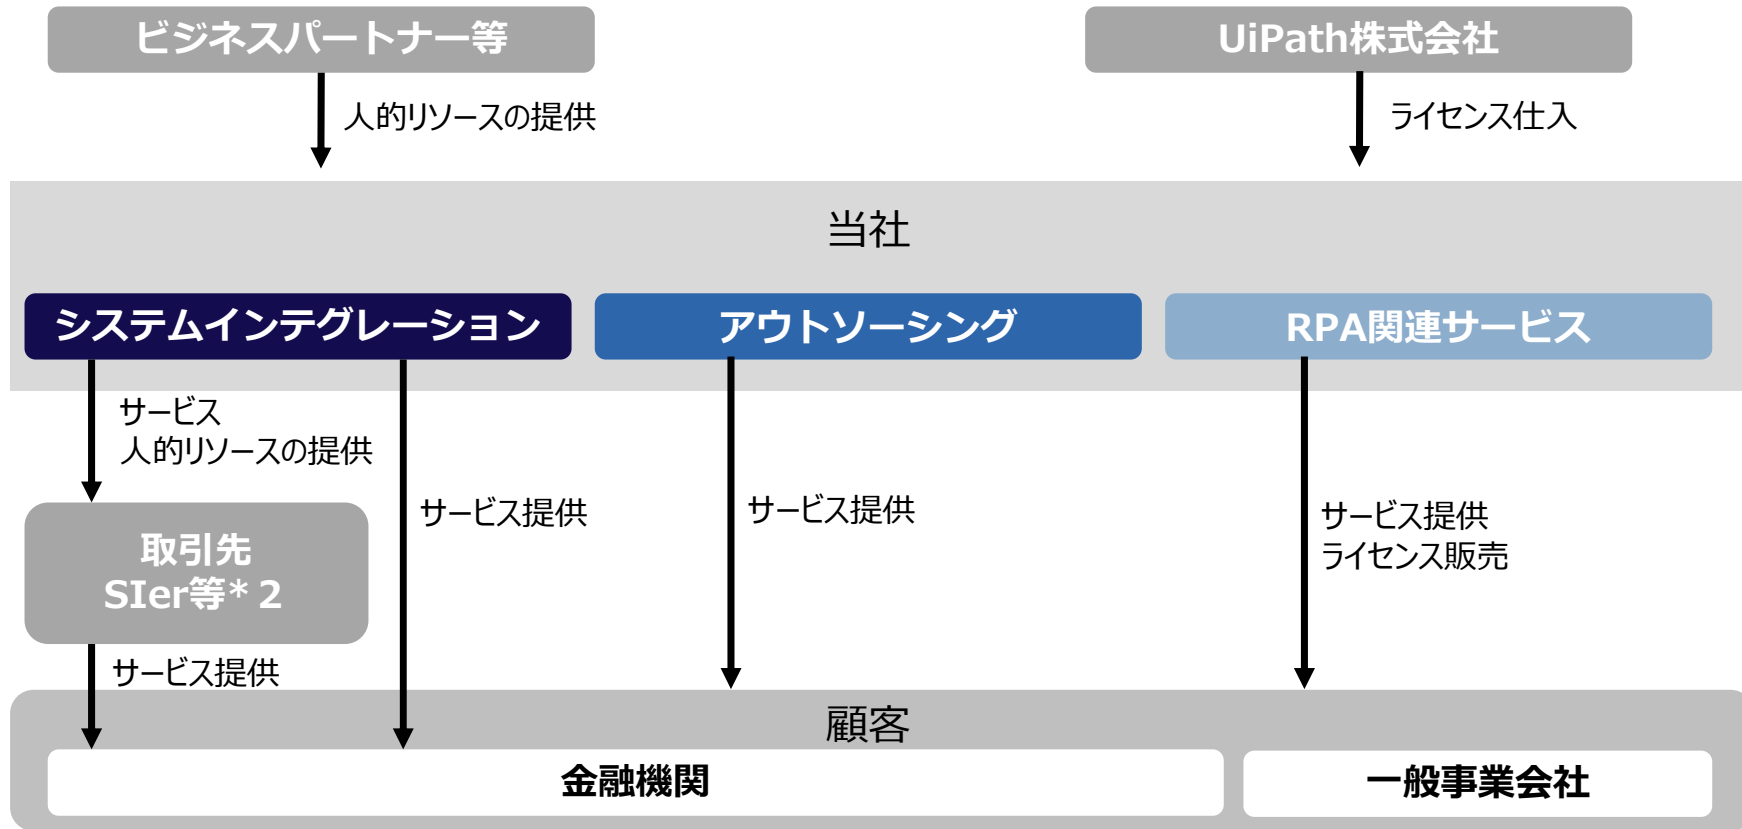 ビジネスパートナー等
UiPath株式会社
人的リソースの提供
ライセンス仕入
当社
システムインテグレーション
アウトソーシング
RPA関連サービス
サービス
人的リソースの提供
サービス提供
サービス提供
サービス提供
ライセンス販売
取引先
SIer等*２
サービス提供
顧客
金融機関
一般事業会社